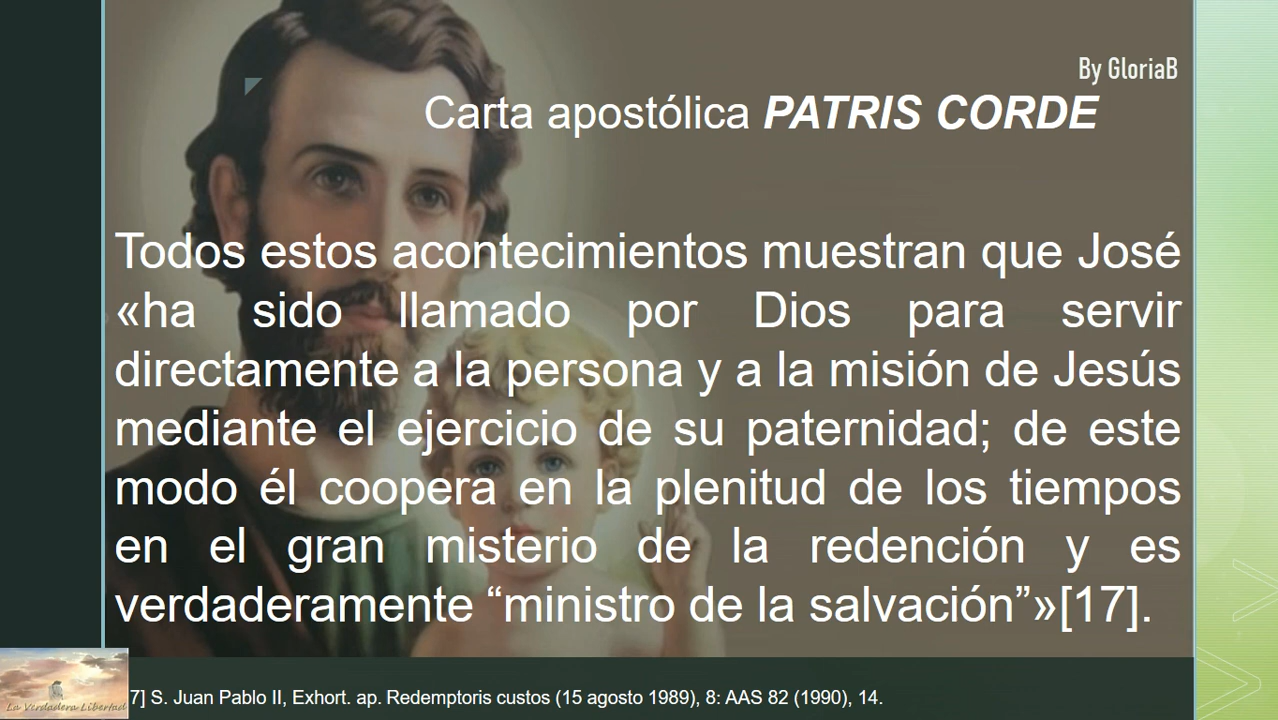 By GloriaB
Carta apostólica PATRIS CORDE
Todos estos acontecimientos muestran que José
«ha sido llamado por Dios para servir
directamente a la persona y a la misión de Jesús
mediante el ejercicio de su paternidad; de este
modo él coopera en la plenitud de los tiempos
en el gran misterio de la redención y es
verdaderamente “ministro de la salvación”»[17].
7] S. Juan Pablo II, Exhort. ap. Redemptoris custos (15 agosto 1989), 8: AAS 82 (1990), 14.
La Verdadera Libertad